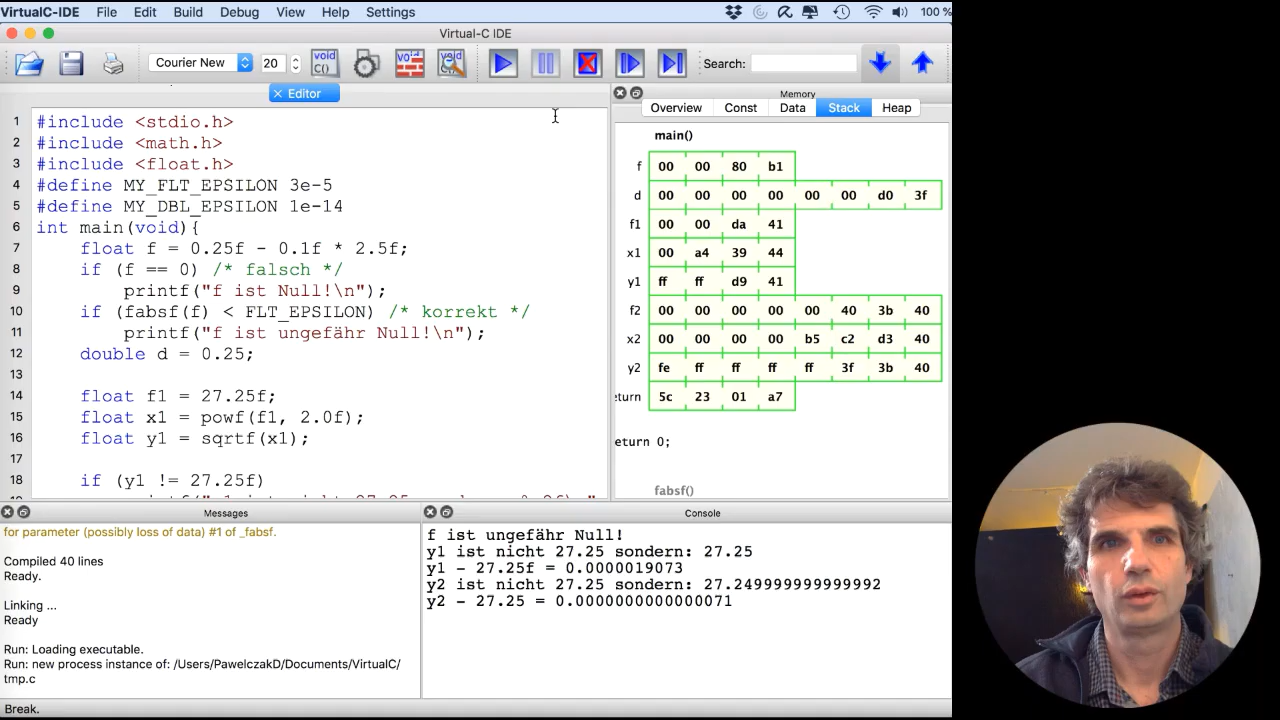 VirtualC-IDE File Edit Build Debug View Help Settings 100 %
Virtual-C IDE
Courier New 20 void C() void void Search:
Editor
1 #include <stdio.h>
2 #include <math.h>
3 #include <float.h>
4 #define MY_FLT_EPSILON 3e-5
5 #define MY_DBL_EPSILON 1e-14
6 int main(void){
7 float f = 0.25f - 0.1f * 2.5f;
8 if (f == 0) /* falsch */
9 printf("f ist Null!\n");
10 if (fabsf(f) < FLT_EPSILON) /* korrekt */
11 printf("f ist ungefähr Null!\n");
12 double d = 0.25;
13
14 float f1 = 27.25f;
15 float x1 = powf(f1, 2.0f);
16 float y1 = sqrtf(x1);
17
18 if (y1 != 27.25f)
Memory
Overview Const Data Stack Heap
main()
f 00 00 80 b1
d 00 00 00 00 00 00 d0 3f
f1 00 00 da 41
x1 00 a4 39 44
y1 ff ff d9 41
f2 00 00 00 00 00 40 3b 40
x2 00 00 00 00 b5 c2 d3 40
y2 fe ff ff ff ff 3f 3b 40
eturn 5c 23 01 a7
eturn 0;
fabsf()
Messages
for parameter (possibly loss of data) #1 of _fabsf.
Compiled 40 lines
Ready.
Linking ...
Ready
Run: Loading executable.
Run: new process instance of: /Users/PawelczakD/Documents/VirtualC/
tmp.c
Console
f ist ungefähr Null!
y1 ist nicht 27.25 sondern: 27.25
y1 - 27.25f = 0.0000019073
y2 ist nicht 27.25 sondern: 27.249999999999992
y2 - 27.25 = 0.0000000000000071
Break.